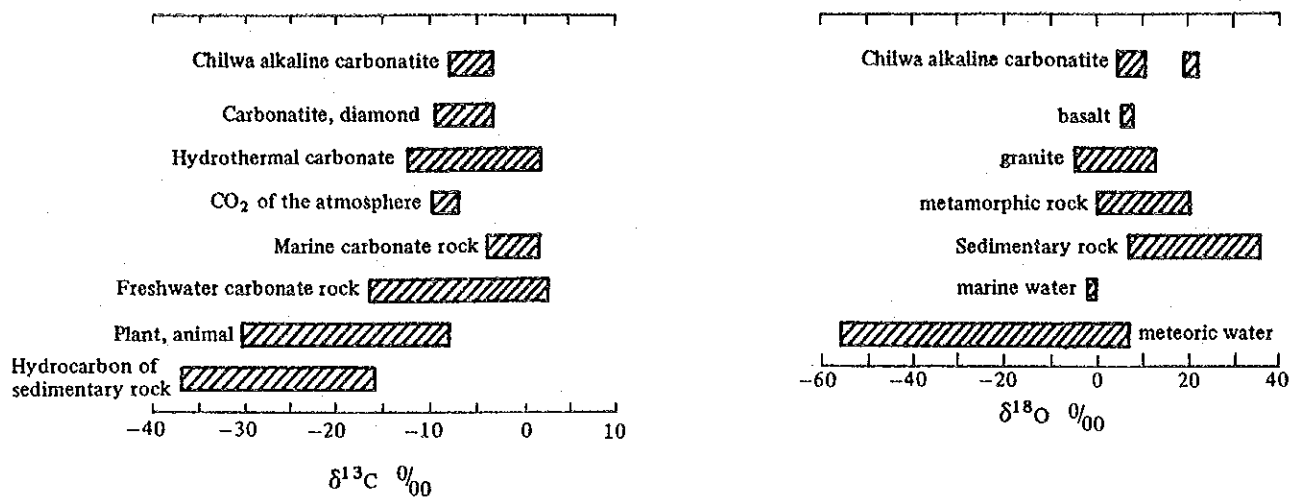 Chilwa alkaline carbonatite
Carbonatite, diamond
Hydrothermal carbonate
CO₂ of the atmosphere
Marine carbonate rock
Freshwater carbonate rock
Plant, animal
Hydrocarbon of
sedimentary rock
−40 −30 −20 −10 0 10
δ¹³C ‰
Chilwa alkaline carbonatite
basalt
granite
metamorphic rock
Sedimentary rock
marine water
meteoric water
−60 −40 −20 0 20 40
δ¹⁸O ‰